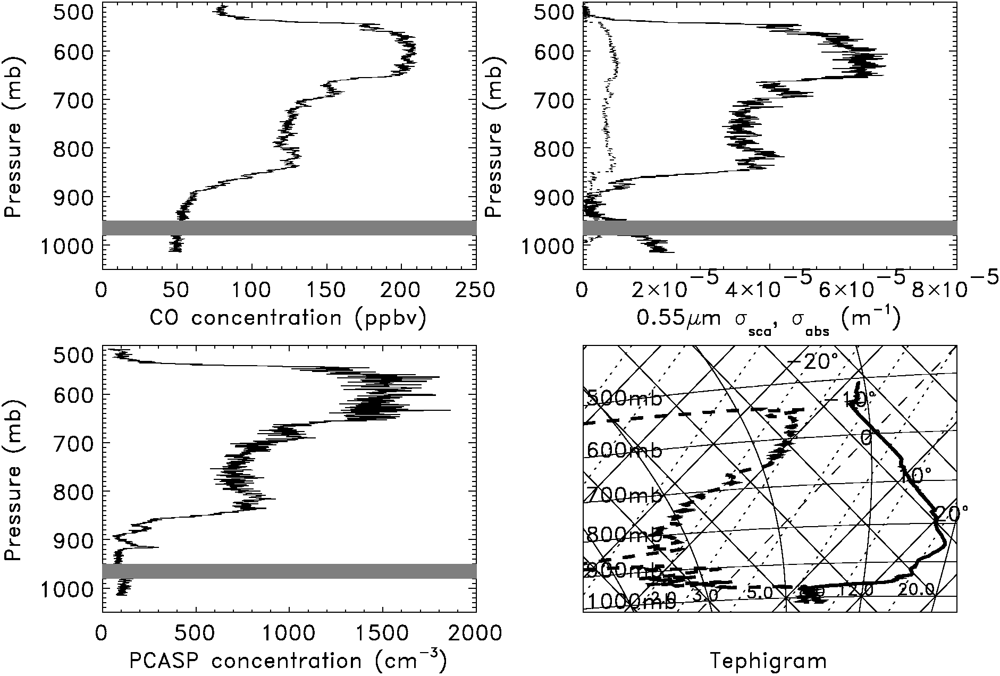 500
600
700
800
900
1000
Pressure (mb)
0 50 100 150 200 250
CO concentration (ppbv)
500
600
700
800
900
1000
Pressure (mb)
0 2×10⁻⁵ 4×10⁻⁵ 6×10⁻⁵ 8×10⁻⁵
0.55μm σsca, σabs (m⁻¹)
500
600
700
800
900
1000
Pressure (mb)
0 500 1000 1500 2000
PCASP concentration (cm⁻³)
−20°
500mb −10°
0°
600mb
10°
700mb
20°
800mb
900mb
2.0 3.0 5.0 12.0 20.0
1000mb
Tephigram